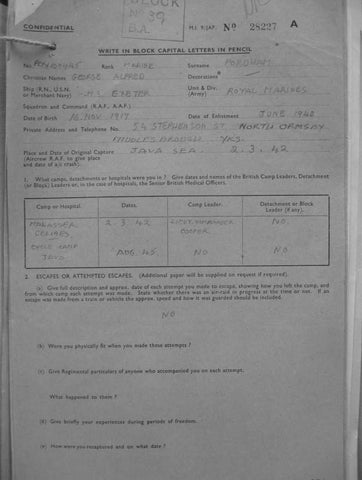 BLOCK
Nº 39
B.A.
CONFIDENTIAL
M.I. 9/JAP. Nº 28227 A
WRITE IN BLOCK CAPITAL LETTERS IN PENCIL
No. Rank MARINE Surname FORDHAM
Christian Names GEORGE ALFRED Decorations
Ship (R.N., U.S.N. or Merchant Navy) H.M.S. EXETER Unit & Div. (Army) ROYAL MARINES
Squadron and Command (R.A.F., A.A.F.)
Date of Birth 16 NOV 1917 Date of Enlistment JUNE 1940
Private Address and Telephone No. 54 STEPHENSON ST NORTH ORMSBY
MIDDLESBROUGH YKS.
Place and Date of Original Capture JAVA SEA. 2.3.42
(Aircrew R.A.F. to give place
and date of a/c crash).
1. What camps, detachments or hospitals were you in? Give dates and names of the British Camp Leaders, Detachment
(or Block) Leaders or, in the case of hospitals, the Senior British Medical Officers.
Camp or Hospital. Dates. Camp Leader. Detachment or Block Leader (if any).
MACASSER 2.3.42 LIEUT. COMMANDER NO.
CELIBES COOPER
CYCLE CAMP AUG. 45 NO NO
JAVA
2. ESCAPES OR ATTEMPTED ESCAPES. (Additional paper will be supplied on request if required).
(a) Give full description and approx. date of each attempt you made to escape, showing how you left the camp, and
from which camp each attempt was made. State whether there was an air-raid in progress at the time or not. If an
escape was made from a train or vehicle the approx. speed and how it was guarded should be included.
NO
(b) Were you physically fit when you made these attempts?
(c) Give Regimental particulars of anyone who accompanied you on each attempt.
What happened to them?
(d) Give briefly your experiences during periods of freedom.
(e) How were you recaptured and on what date?